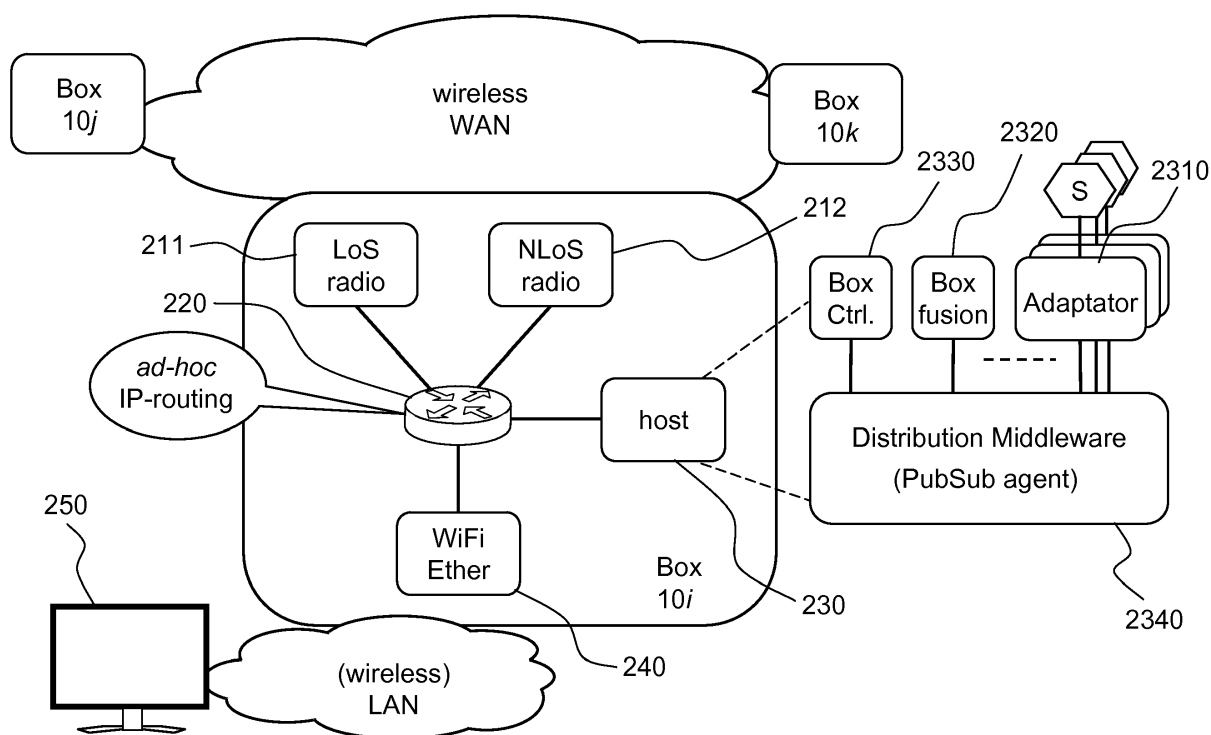 Box
10j
wireless
WAN
Box
10k
2330
2320
2310
S
211
LoS
radio
NLoS
radio
212
220
Box
Ctrl.
Box
fusion
Adaptator
ad-hoc
IP-routing
host
Distribution Middleware
(PubSub agent)
250
WiFi
Ether
Box
10i
230
2340
240
(wireless)
LAN